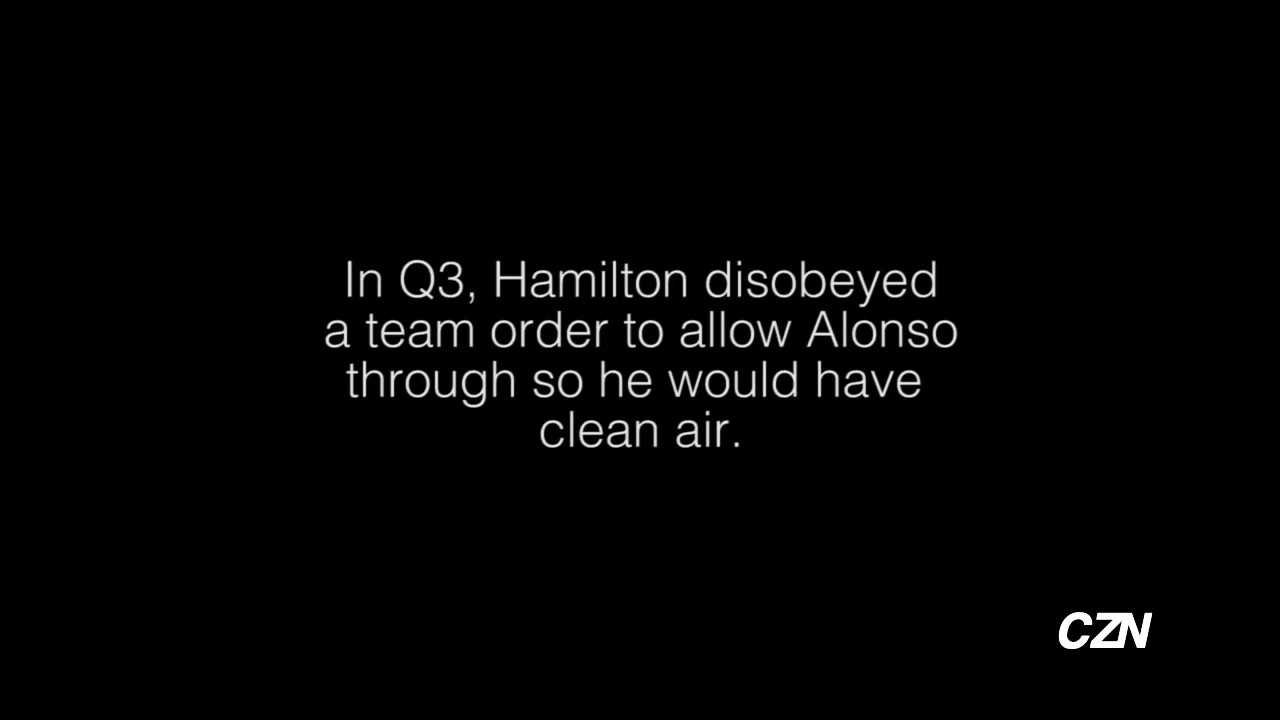 In Q3, Hamilton disobeyed
a team order to allow Alonso
through so he would have
clean air.
CZN